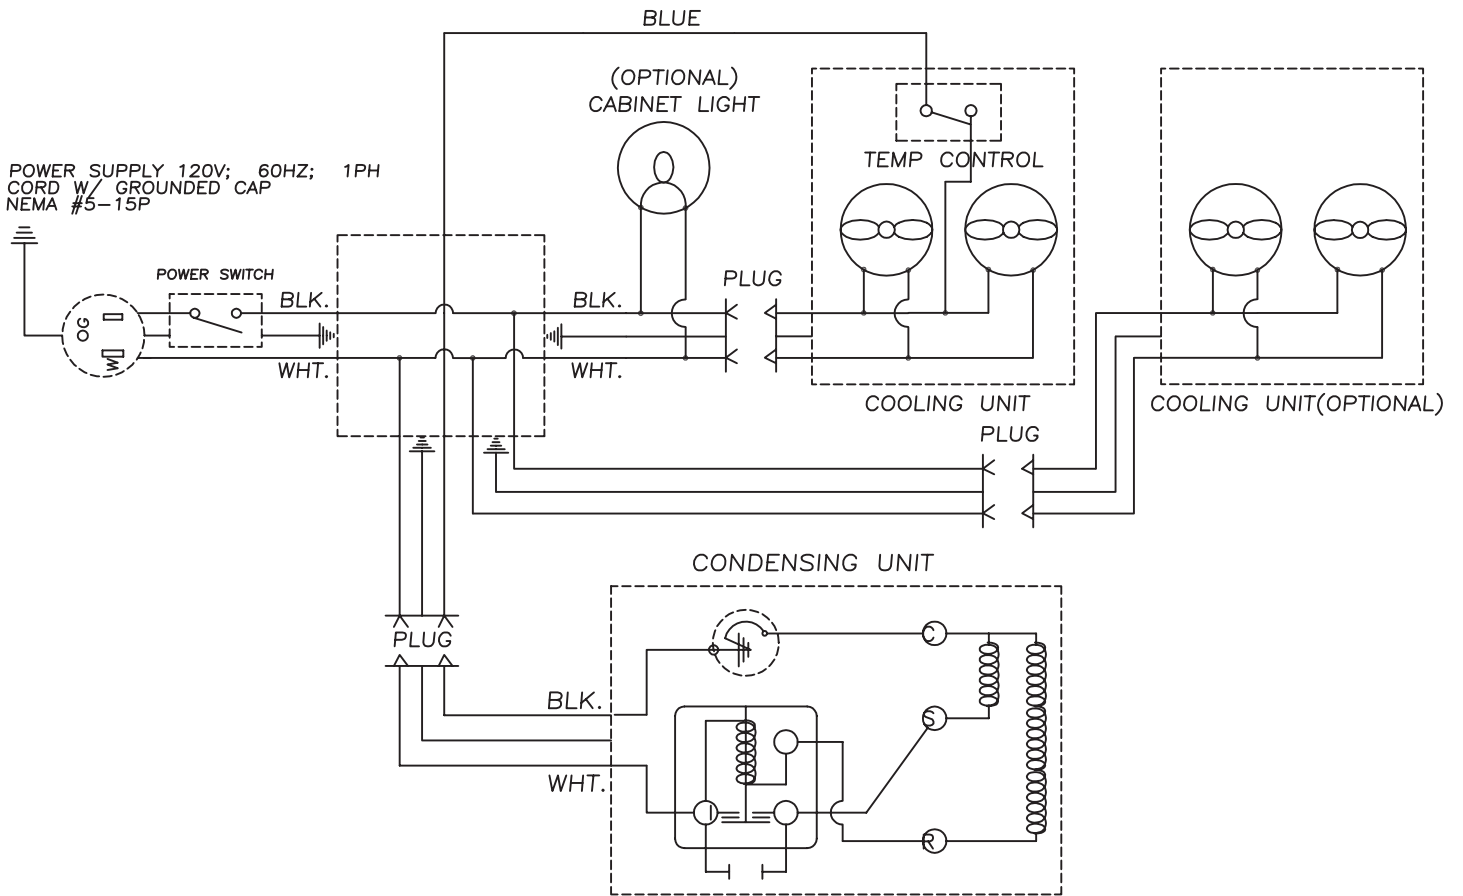 BLUE
(OPTIONAL)
CABINET LIGHT
POWER SUPPLY 120V; 60HZ; 1PH
CORD W/ GROUNDED CAP
NEMA #5-15P
TEMP CONTROL
POWER SWITCH
PLUG
BLK.
BLK.
G
W
WHT.
WHT.
COOLING UNIT
COOLING UNIT(OPTIONAL)
PLUG
CONDENSING UNIT
PLUG
C
BLK.
S
WHT.
R